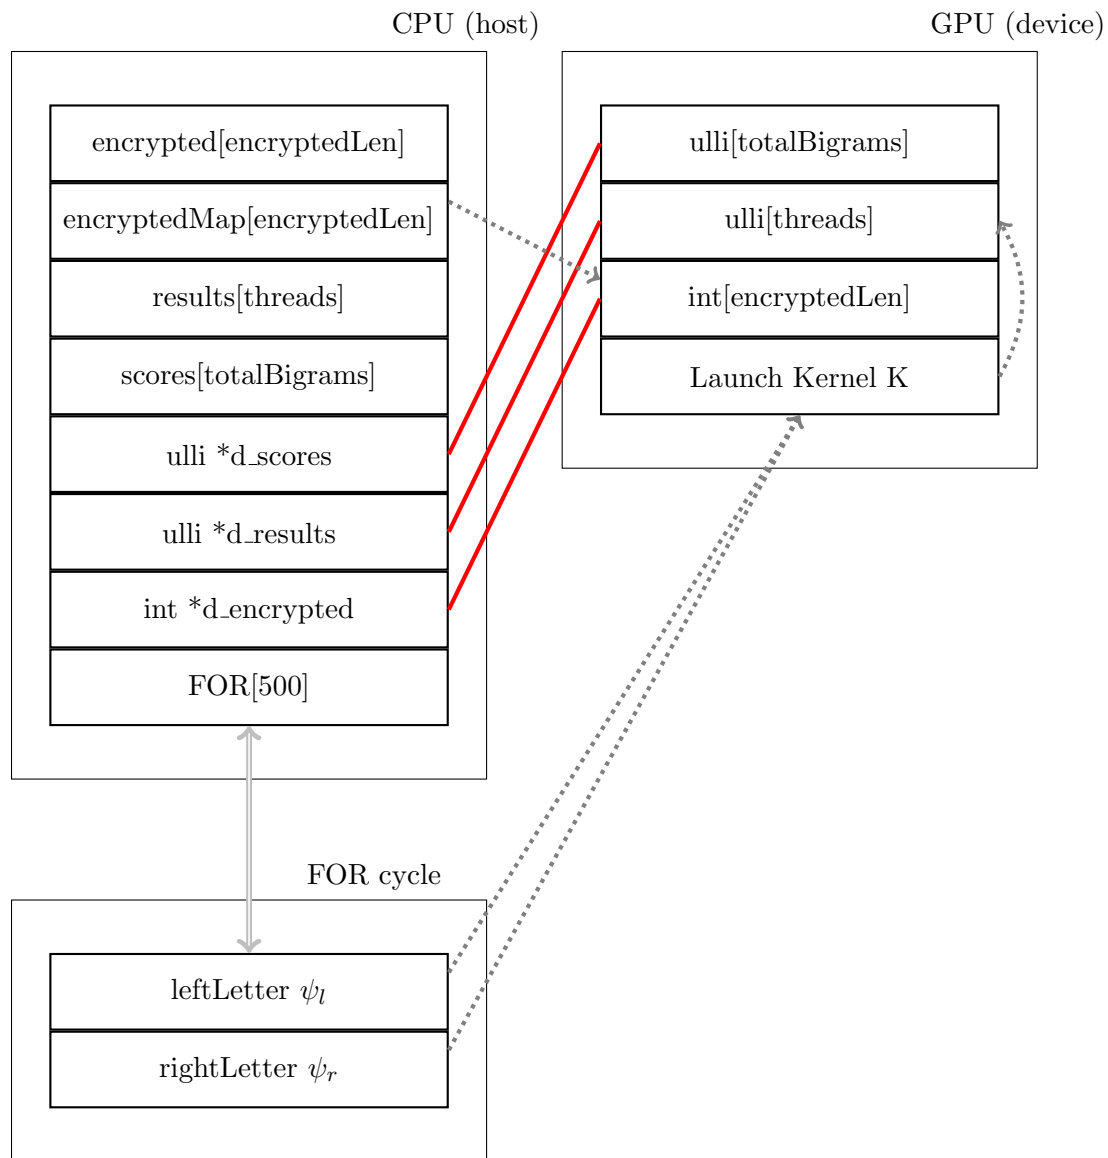 CPU (host)
encrypted[encryptedLen]
encryptedMap[encryptedLen]
results[threads]
scores[totalBigrams]
ulli *d_scores
ulli *d_results
int *d_encrypted
FOR[500]
GPU (device)
ulli[totalBigrams]
ulli[threads]
int[encryptedLen]
Launch Kernel K
FOR cycle
leftLetter ψ_l
rightLetter ψ_r